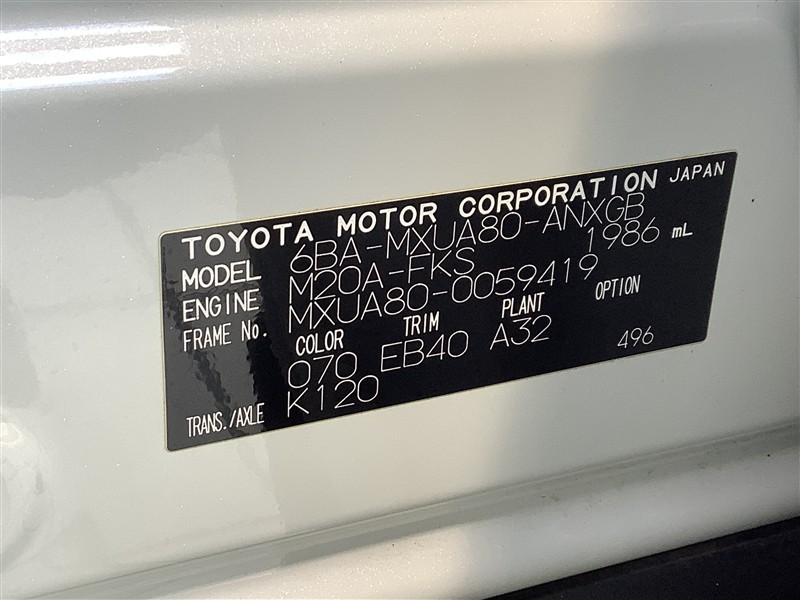 TOYOTA MOTOR CORPORATION JAPAN
MODEL 6BA-MXUA80-ANXGB
ENGINE M20A-FKS 1986 mL
FRAME No. MXUA80-0059419
COLOR TRIM PLANT OPTION
070 EB40 A32 496
TRANS./AXLE K120